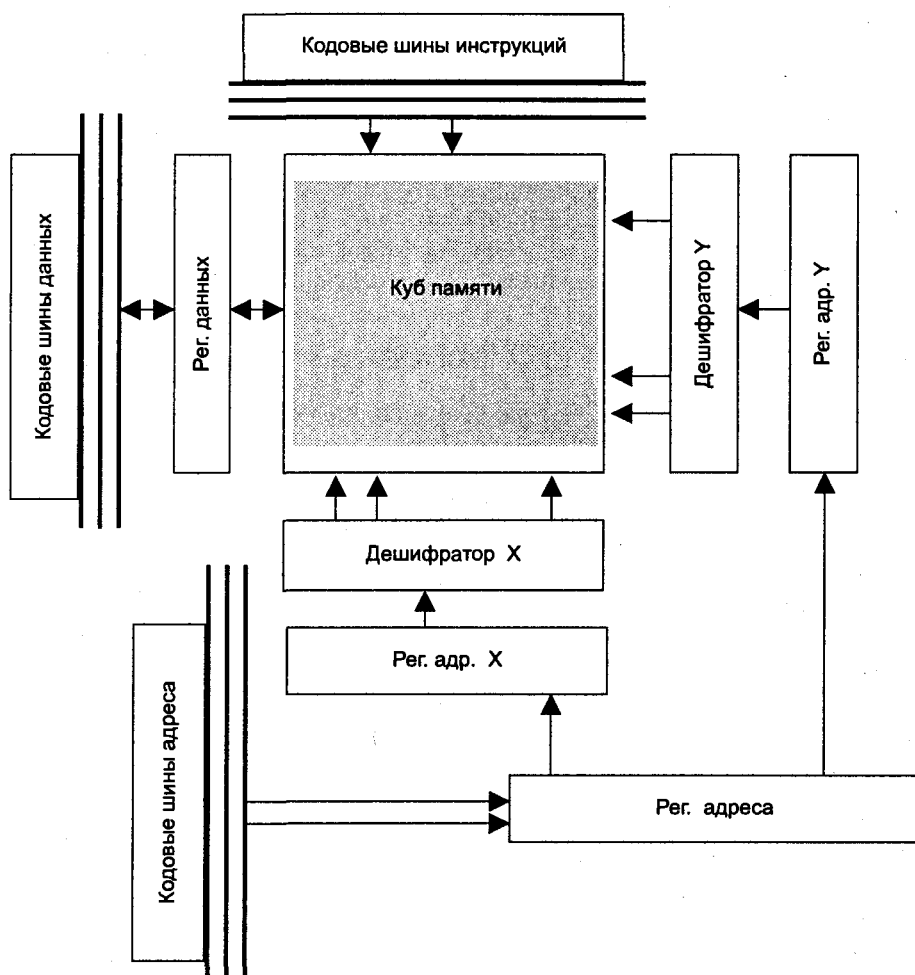 Кодовые шины инструкций
Кодовые шины данных
Рег. данных
Куб памяти
Дешифратор Y
Рег. адр. Y
Дешифратор X
Рег. адр. X
Кодовые шины адреса
Рег. адреса